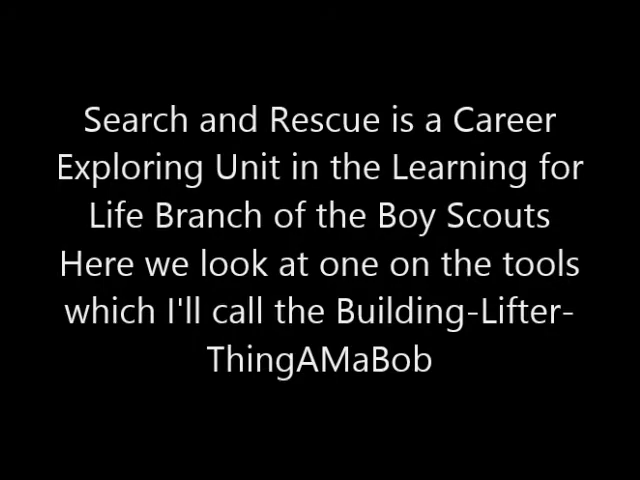 Search and Rescue is a Career
Exploring Unit in the Learning for
Life Branch of the Boy Scouts
Here we look at one on the tools
which I'll call the Building-Lifter-
ThingAMaBob